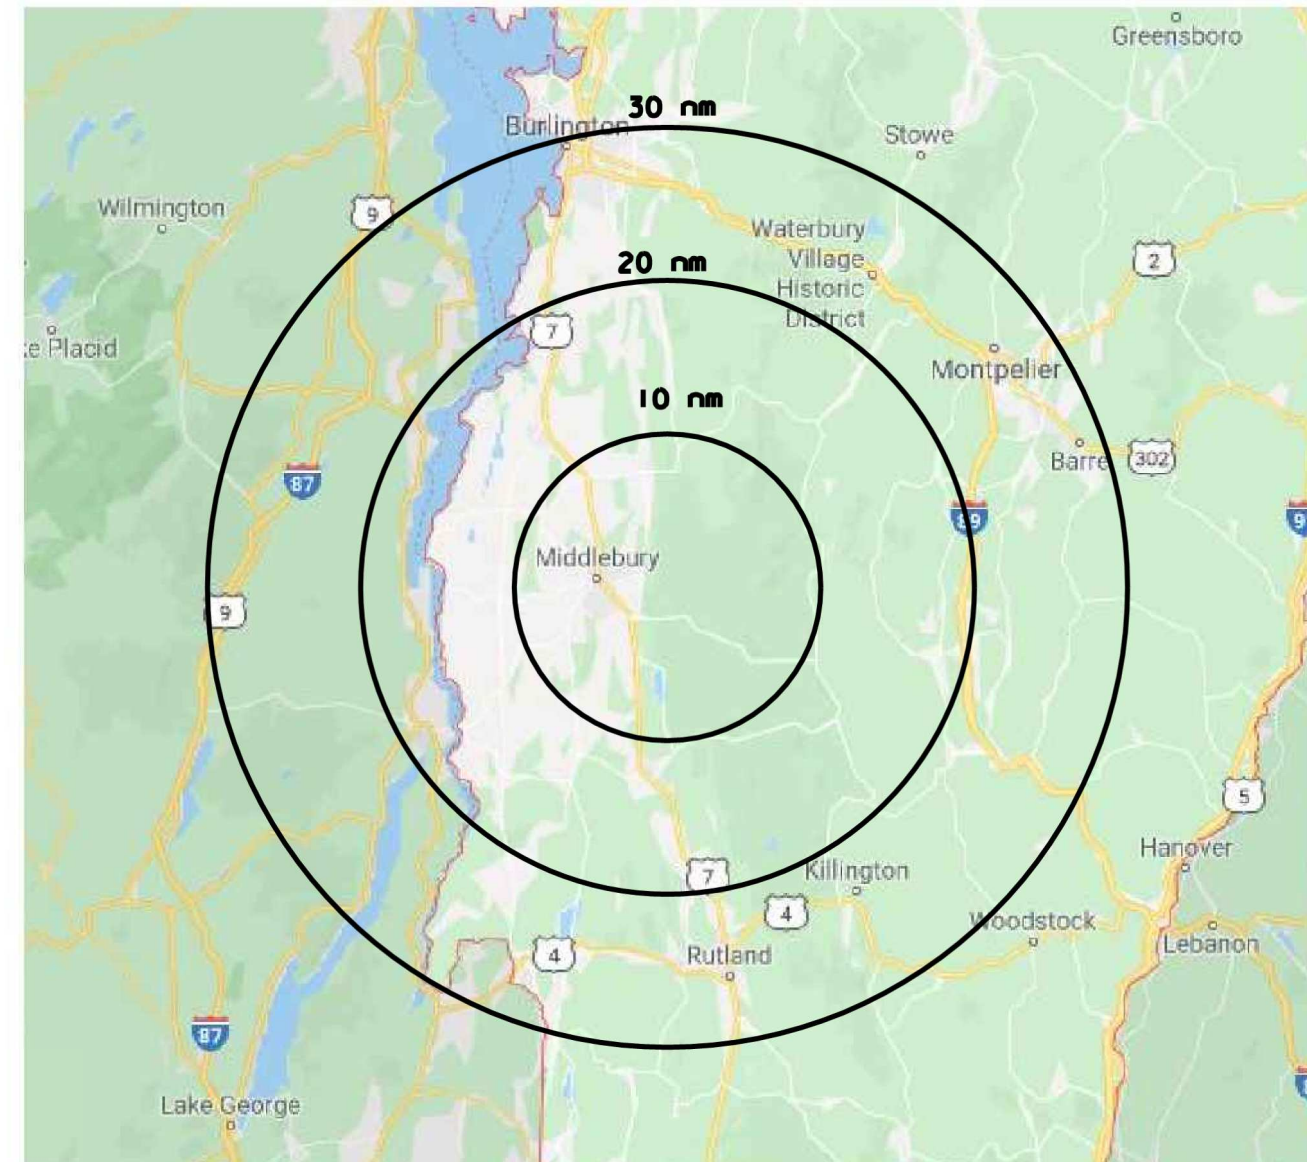 Greensboro
30 nm
Burlington
Stowe
Wilmington
9
Waterbury
Village
Historic
District
2
20 nm
7
e Placid
Montpelier
10 nm
Barre
302
87
89
9
Middlebury
9
5
Hanover
7
Killington
4
Woodstock
Lebanon
4
Rutland
87
Lake George